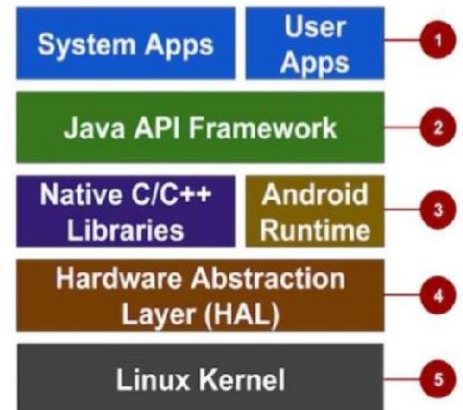 System Apps
User
Apps
1
Java API Framework
2
Native C/C++
Libraries
Android
Runtime
3
Hardware Abstraction
Layer (HAL)
4
Linux Kernel
5